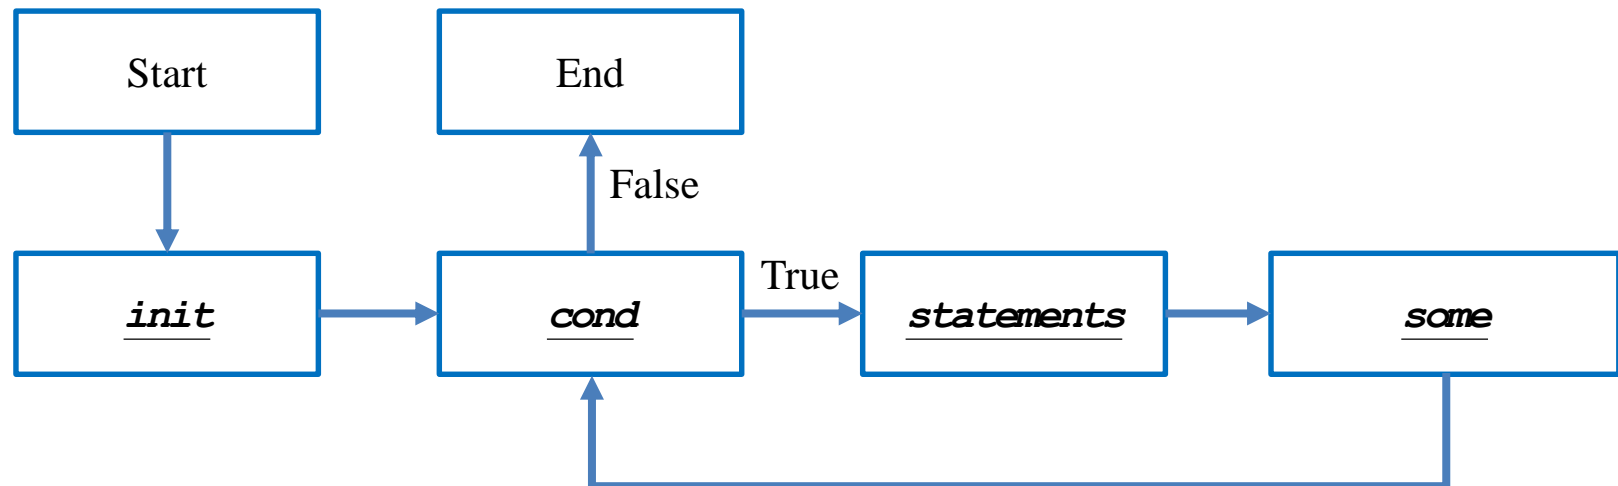 Start
End
False
True
init
cond
statements
some